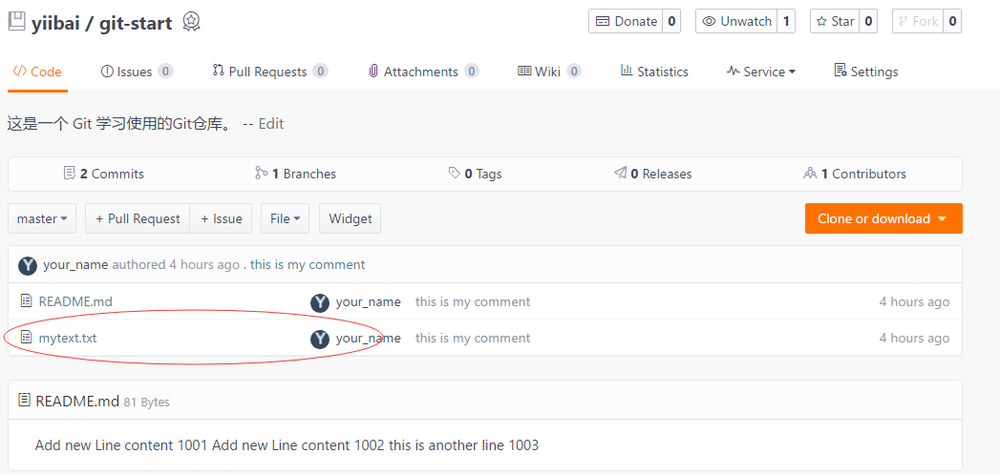 yiibai / git-start Donate 0 Unwatch 1 Star 0 Fork 0
Code Issues 0 Pull Requests 0 Attachments 0 Wiki 0 Statistics Service Settings
这是一个 Git 学习使用的Git仓库。 -- Edit
2 Commits 1 Branches 0 Tags 0 Releases 1 Contributors
master + Pull Request + Issue File Widget Clone or download
Y your_name authored 4 hours ago . this is my comment
README.md Y your_name this is my comment 4 hours ago
mytext.txt Y your_name this is my comment 4 hours ago
README.md 81 Bytes
Add new Line content 1001 Add new Line content 1002 this is another line 1003